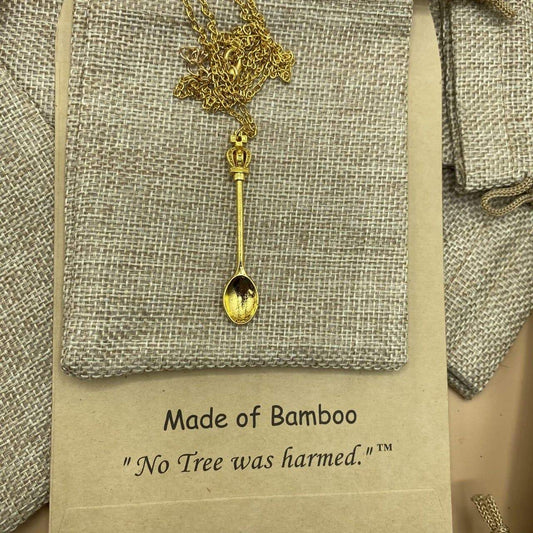 Made of Bamboo
"No Tree was harmed."™